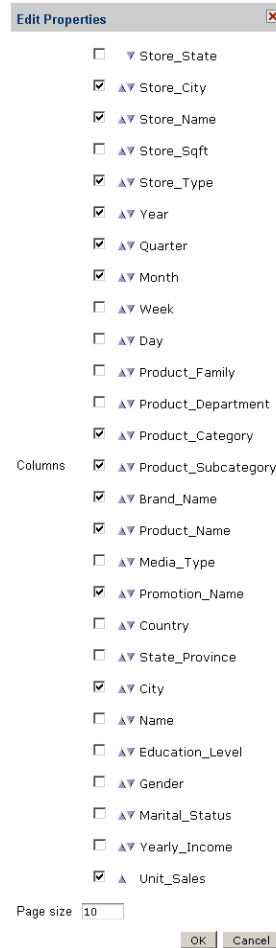 Edit Properties
Store_State
Store_City
Store_Name
Store_Sqft
Store_Type
Year
Quarter
Month
Week
Day
Product_Family
Product_Department
Product_Category
Columns Product_Subcategory
Brand_Name
Product_Name
Media_Type
Promotion_Name
Country
State_Province
City
Name
Education_Level
Gender
Marital_Status
Yearly_Income
Unit_Sales
Page size 10
OK Cancel